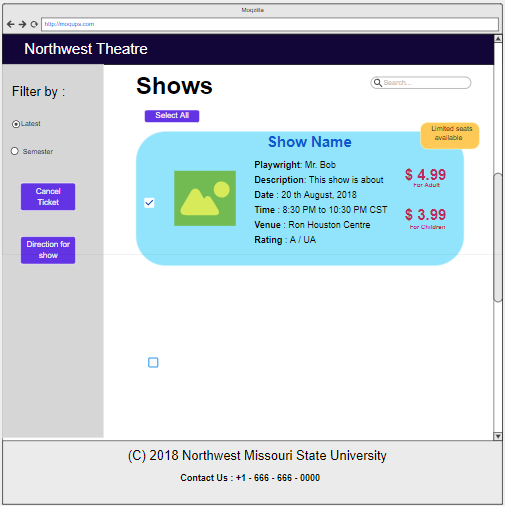 Moqzilla
http://moqups.com
Northwest Theatre
Filter by :
Latest
Semester
Cancel
Ticket
Direction for
show
Shows
Search...
Select All
Limited seats
available
Show Name
Playwright: Mr. Bob
Description: This show is about
Date : 20 th August, 2018
Time : 8:30 PM to 10:30 PM CST
Venue : Ron Houston Centre
Rating : A / UA
$ 4.99
For Adult
$ 3.99
For Children
(C) 2018 Northwest Missouri State University
Contact Us : +1 - 666 - 666 - 0000